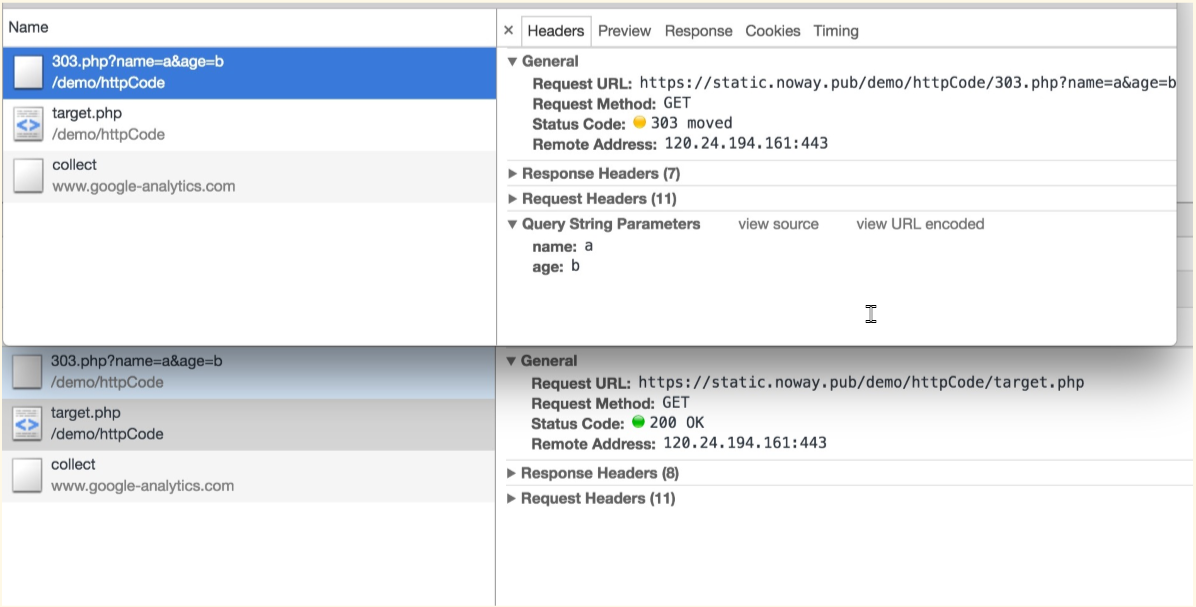 Name
× Headers Preview Response Cookies Timing
303.php?name=a&age=b
/demo/httpCode
target.php
/demo/httpCode
collect
www.google-analytics.com
▼ General
Request URL: https://static.noway.pub/demo/httpCode/303.php?name=a&age=b
Request Method: GET
Status Code: 303 moved
Remote Address: 120.24.194.161:443
▶ Response Headers (7)
▶ Request Headers (11)
▼ Query String Parameters view source view URL encoded
name: a
age: b
303.php?name=a&age=b
/demo/httpCode
target.php
/demo/httpCode
collect
www.google-analytics.com
▼ General
Request URL: https://static.noway.pub/demo/httpCode/target.php
Request Method: GET
Status Code: 200 OK
Remote Address: 120.24.194.161:443
▶ Response Headers (8)
▶ Request Headers (11)